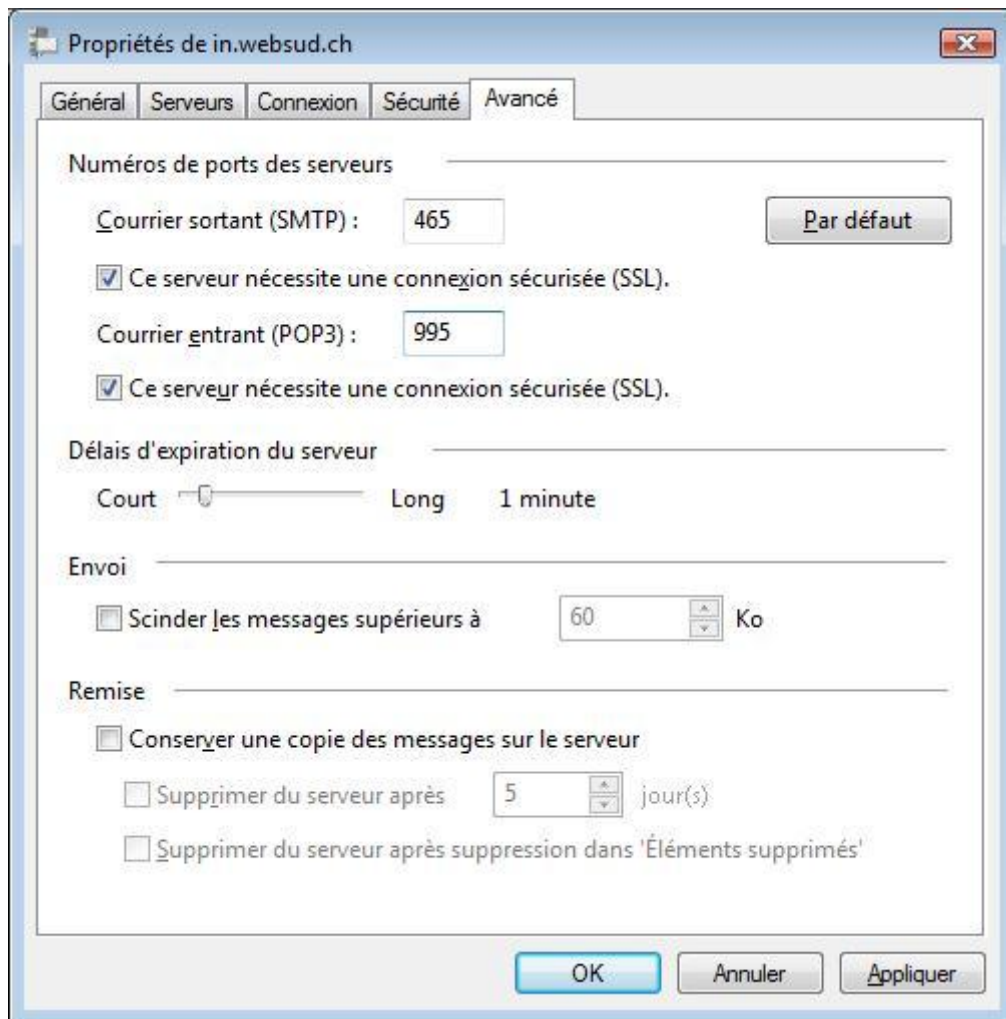 Propriétés de in.websud.ch
Général Serveurs Connexion Sécurité Avancé
Numéros de ports des serveurs
Courrier sortant (SMTP) : 465 Par défaut
Ce serveur nécessite une connexion sécurisée (SSL).
Courrier entrant (POP3) : 995
Ce serveur nécessite une connexion sécurisée (SSL).
Délais d'expiration du serveur
Court Long 1 minute
Envoi
Scinder les messages supérieurs à 60 Ko
Remise
Conserver une copie des messages sur le serveur
Supprimer du serveur après 5 jour(s)
Supprimer du serveur après suppression dans 'Éléments supprimés'
OK Annuler Appliquer